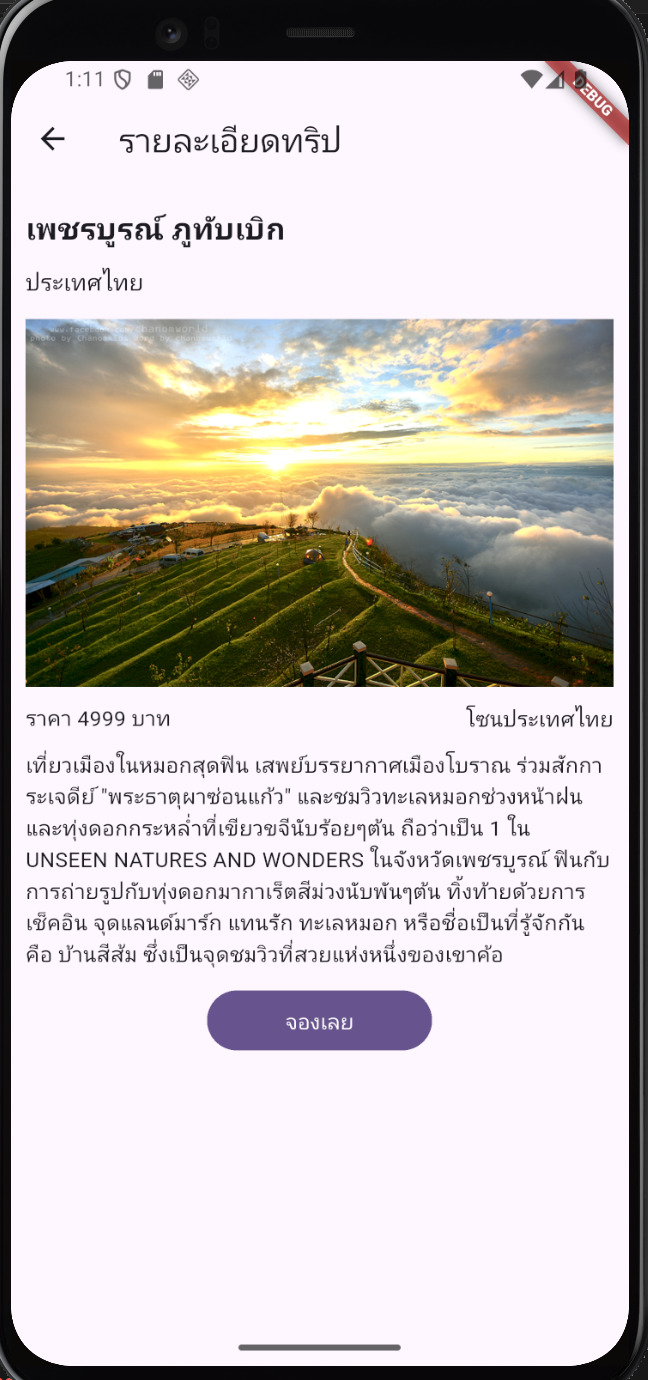 1:11
DEBUG
รายละเอียดทริป
เพชรบูรณ์ ภูทับเบิก
ประเทศไทย
ราคา 4999 บาท
โซนประเทศไทย
เที่ยวเมืองในหมอกสุดฟิน เสพย์บรรยากาศเมืองโบราณ ร่วมสักกา
ระเจดีย์ "พระธาตุผาซ่อนแก้ว" และชมวิวทะเลหมอกช่วงหน้าฝน
และทุ่งดอกกระหล่ำที่เขียวขจีนับร้อยๆต้น ถือว่าเป็น 1 ใน
UNSEEN NATURES AND WONDERS ในจังหวัดเพชรบูรณ์ ฟินกับ
การถ่ายรูปกับทุ่งดอกมากาเร็ตสีม่วงนับพันๆต้น ทิ้งท้ายด้วยการ
เช็คอิน จุดแลนด์มาร์ก แทนรัก ทะเลหมอก หรือชื่อเป็นที่รู้จักกัน
คือ บ้านสีส้ม ซึ่งเป็นจุดชมวิวที่สวยแห่งหนึ่งของเขาค้อ
จองเลย